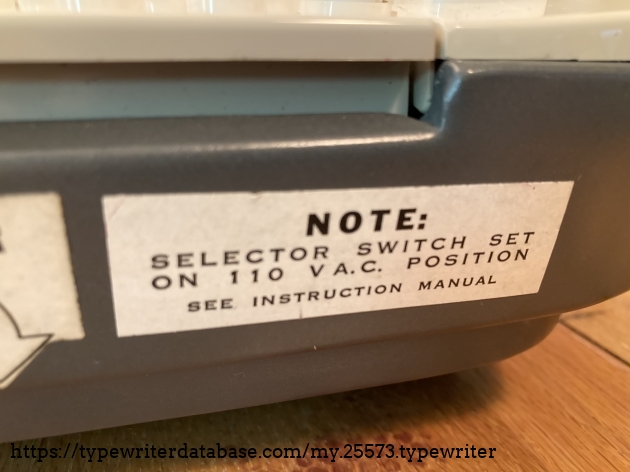 R
NOTE:
SELECTOR SWITCH SET
ON 110 V A.C. POSITION
SEE INSTRUCTION MANUAL
https://typewriterdatabase.com/my.25573.typewriter